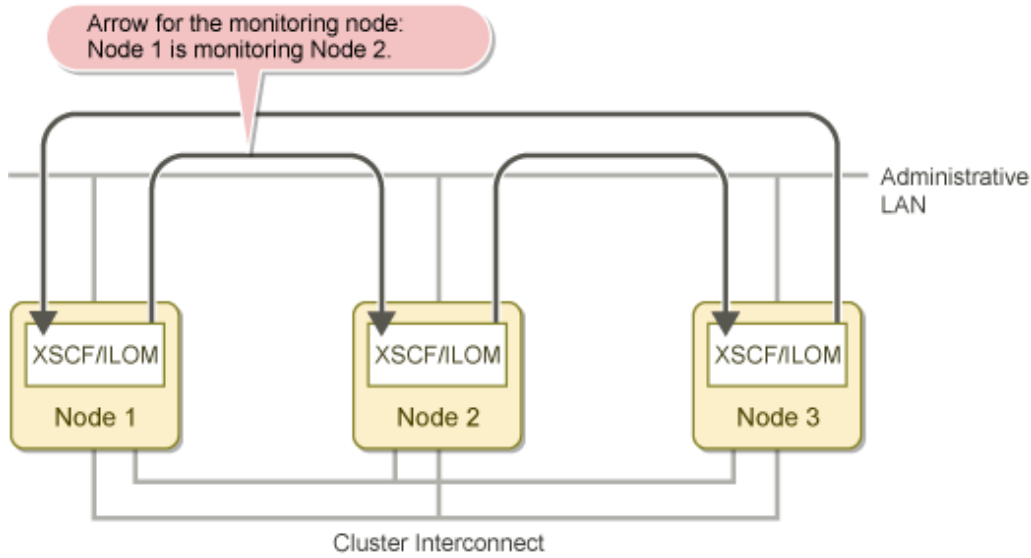 Arrow for the monitoring node:
Node 1 is monitoring Node 2.
Administrative
LAN
XSCF/ILOM
XSCF/ILOM
XSCF/ILOM
Node 1
Node 2
Node 3
Cluster Interconnect